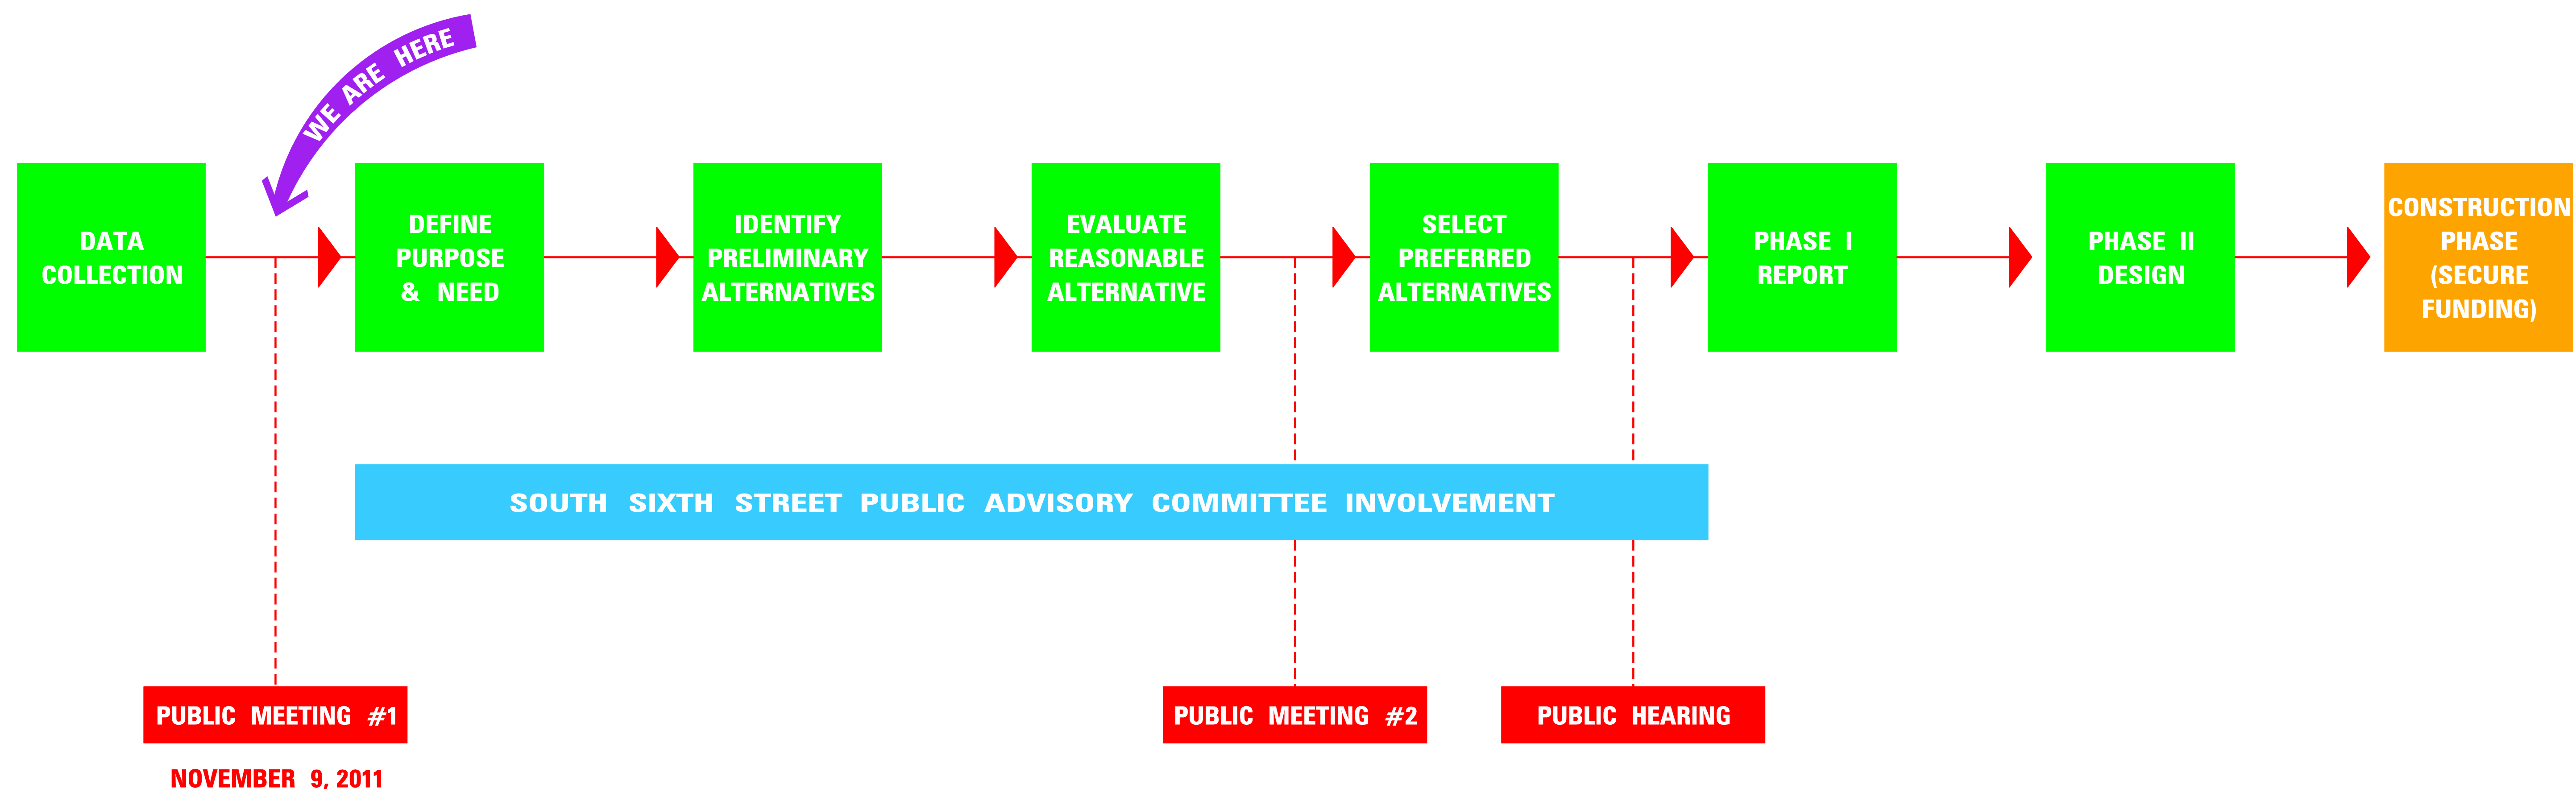 WE ARE HERE
DATA
COLLECTION
DEFINE
PURPOSE
& NEED
IDENTIFY
PRELIMINARY
ALTERNATIVES
EVALUATE
REASONABLE
ALTERNATIVE
SELECT
PREFERRED
ALTERNATIVES
PHASE I
REPORT
PHASE II
DESIGN
CONSTRUCTION
PHASE
(SECURE
FUNDING)
SOUTH SIXTH STREET PUBLIC ADVISORY COMMITTEE INVOLVEMENT
PUBLIC MEETING #1
NOVEMBER 9, 2011
PUBLIC MEETING #2
PUBLIC HEARING